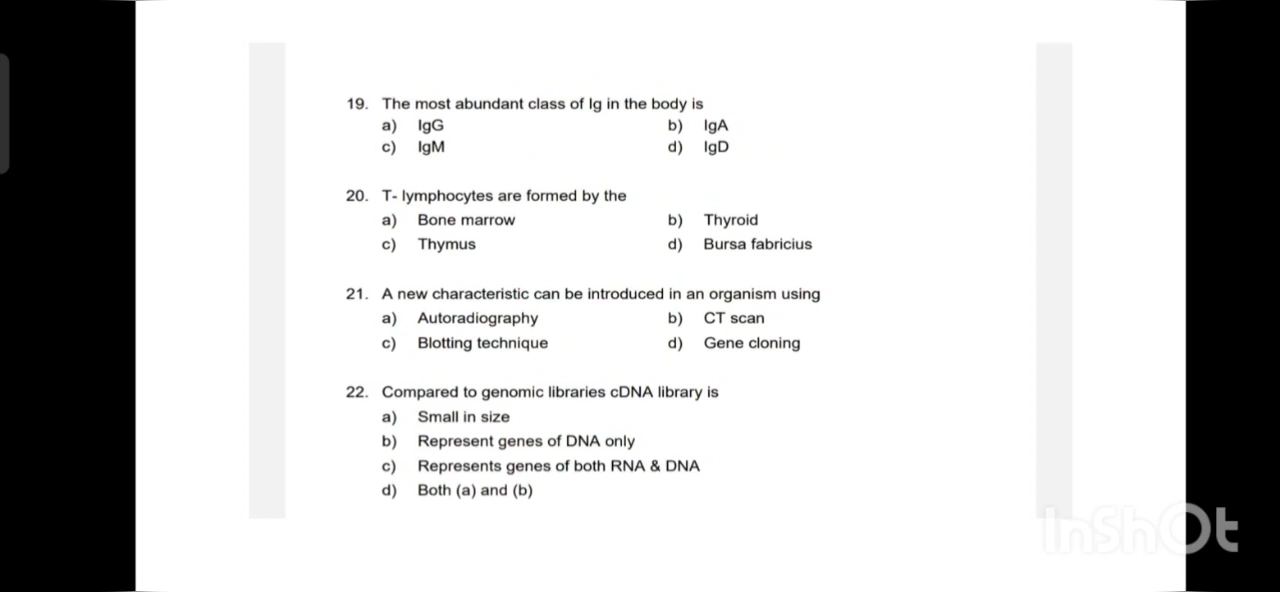 19. The most abundant class of Ig in the body is
a) IgG b) IgA
c) IgM d) IgD
20. T- lymphocytes are formed by the
a) Bone marrow b) Thyroid
c) Thymus d) Bursa fabricius
21. A new characteristic can be introduced in an organism using
a) Autoradiography b) CT scan
c) Blotting technique d) Gene cloning
22. Compared to genomic libraries cDNA library is
a) Small in size
b) Represent genes of DNA only
c) Represents genes of both RNA & DNA
d) Both (a) and (b)
InShOt